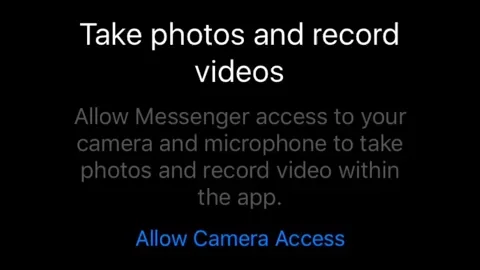 Take photos and record
videos
Allow Messenger access to your
camera and microphone to take
photos and record video within
the app.
Allow Camera Access